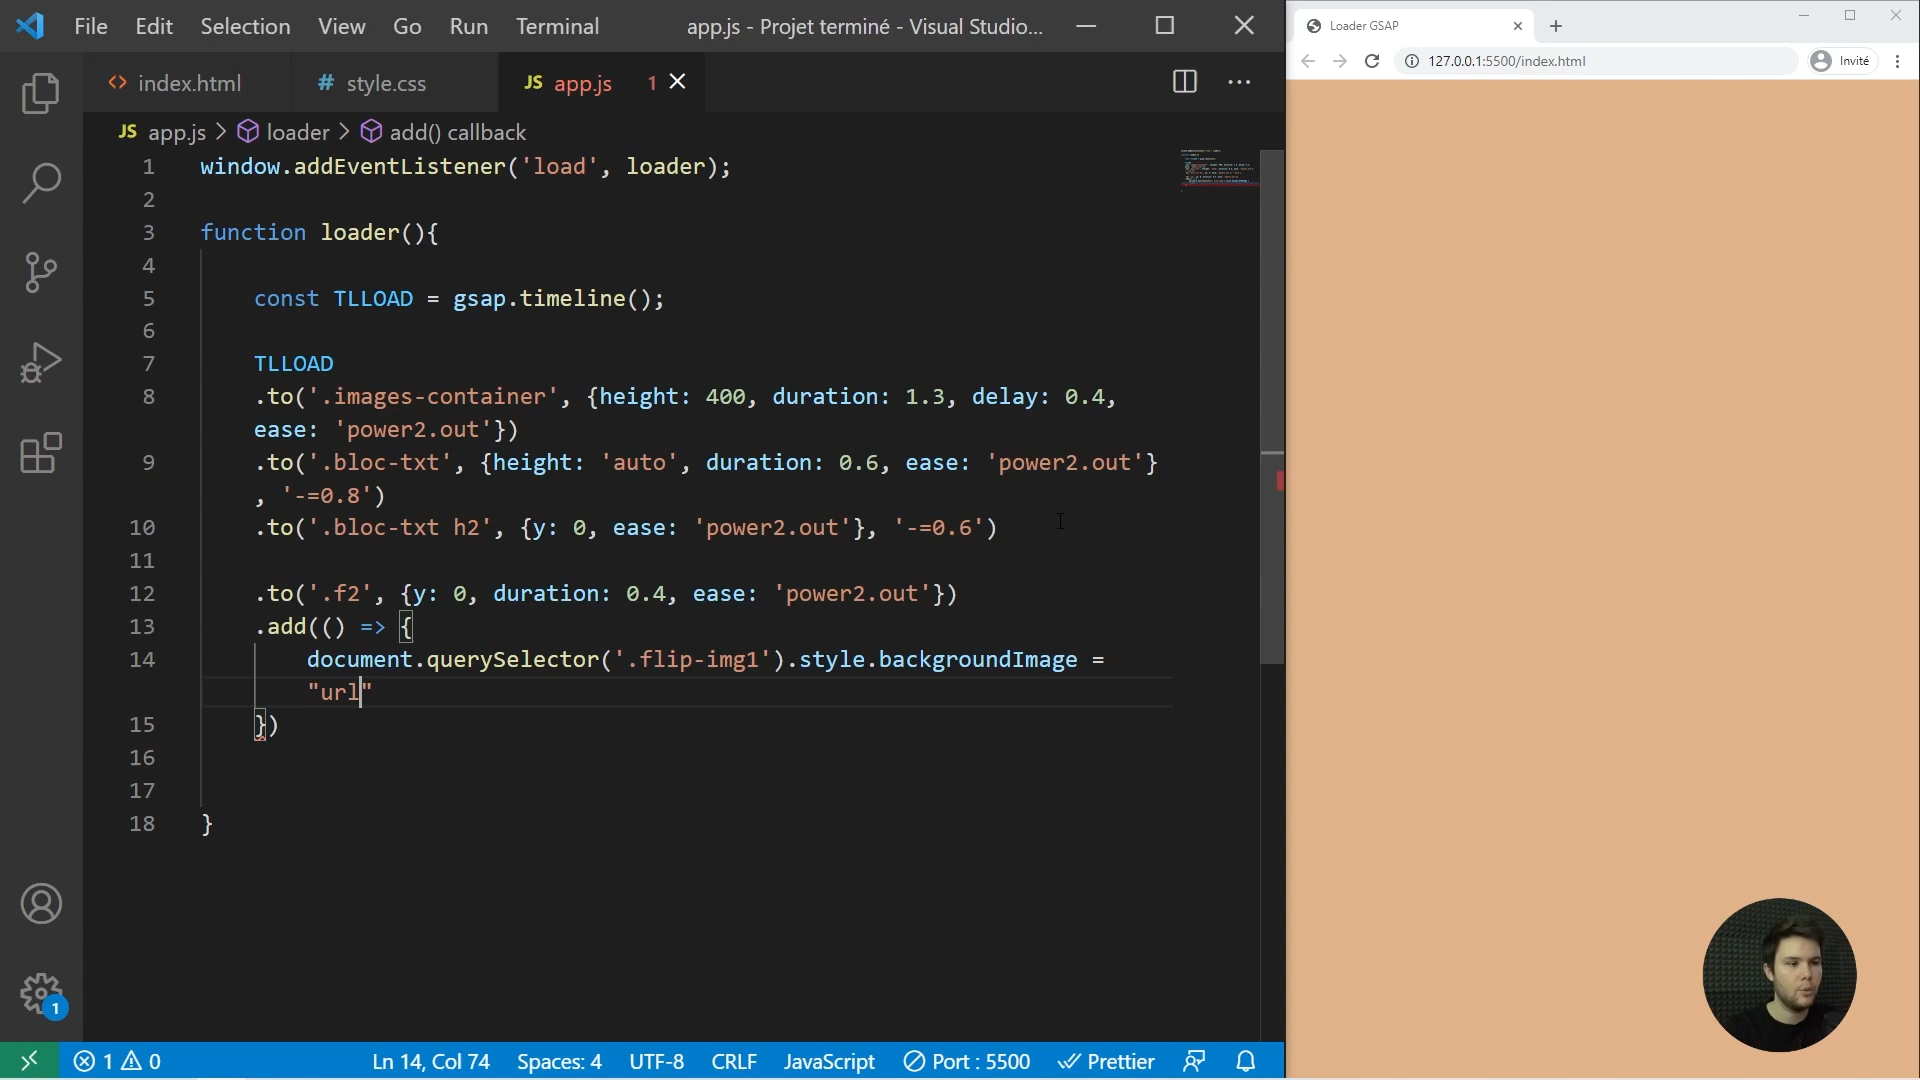 File Edit Selection View Go Run Terminal app.js - Projet terminé - Visual Studio...
index.html
# style.css
JS app.js 1
JS app.js > loader > add() callback
1 window.addEventListener('load', loader);
2
3 function loader(){
4
5 const TLLOAD = gsap.timeline();
6
7 TLLOAD
8 .to('.images-container', {height: 400, duration: 1.3, delay: 0.4,
ease: 'power2.out'})
9 .to('.bloc-txt', {height: 'auto', duration: 0.6, ease: 'power2.out'}
, '-=0.8')
10 .to('.bloc-txt h2', {y: 0, ease: 'power2.out'}, '-=0.6')
11
12 .to('.f2', {y: 0, duration: 0.4, ease: 'power2.out'})
13 .add(() => {
14 document.querySelector('.flip-img1').style.backgroundImage =
"url"
15 })
16
17
18 }
1
1 0 Ln 14, Col 74 Spaces: 4 UTF-8 CRLF JavaScript Port : 5500 Prettier
Loader GSAP
127.0.0.1:5500/index.html
Invité